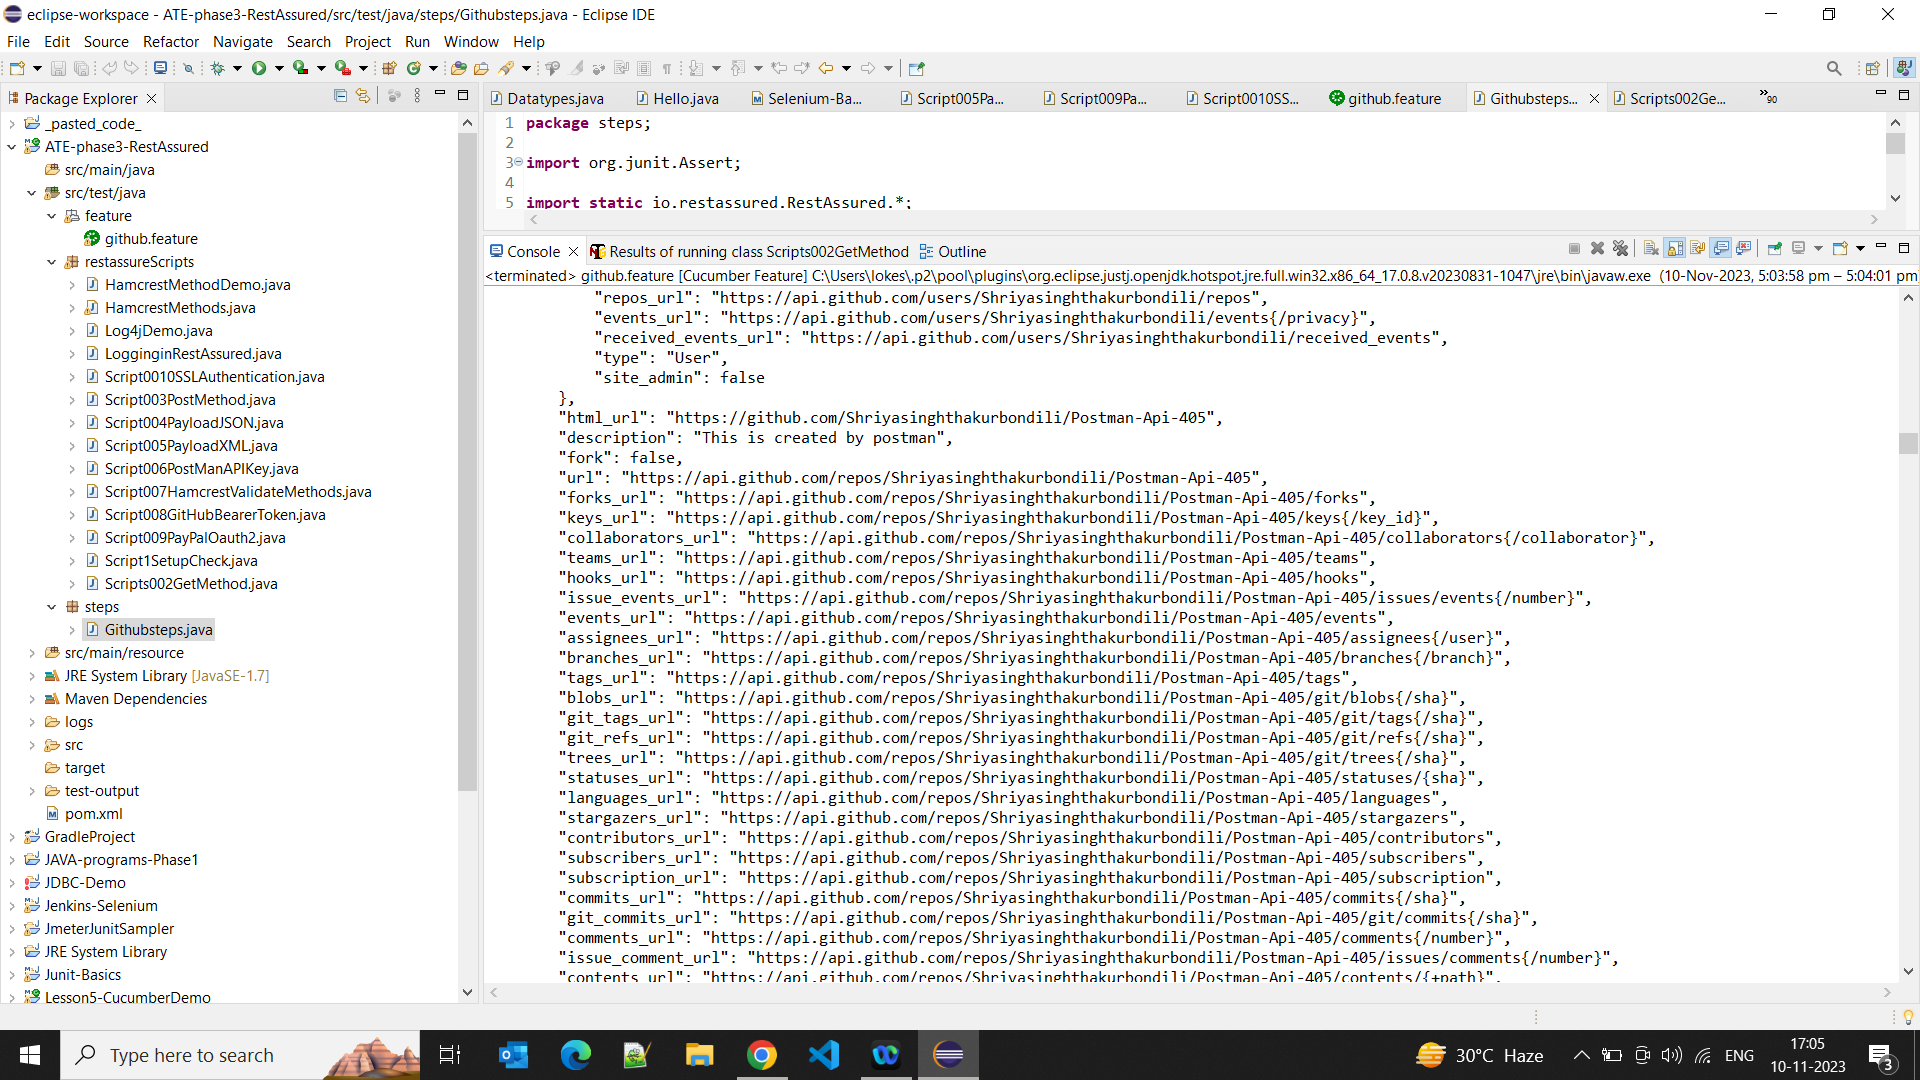 eclipse-workspace - ATE-phase3-RestAssured/src/test/java/steps/Githubsteps.java - Eclipse IDE
File Edit Source Refactor Navigate Search Project Run Window Help
Package Explorer
_pasted_code_
ATE-phase3-RestAssured
src/main/java
src/test/java
feature
github.feature
restassureScripts
HamcrestMethodDemo.java
HamcrestMethods.java
Log4jDemo.java
LogginginRestAssured.java
Script0010SSLAuthentication.java
Script003PostMethod.java
Script004PayloadJSON.java
Script005PayloadXML.java
Script006PostManAPIKey.java
Script007HamcrestValidateMethods.java
Script008GitHubBearerToken.java
Script009PayPalOauth2.java
Script1SetupCheck.java
Scripts002GetMethod.java
steps
Githubsteps.java
src/main/resource
JRE System Library [JavaSE-1.7]
Maven Dependencies
logs
src
target
test-output
pom.xml
GradleProject
JAVA-programs-Phase1
JDBC-Demo
Jenkins-Selenium
JmeterJunitSampler
JRE System Library
Junit-Basics
Lesson5-CucumberDemo
Datatypes.java Hello.java Selenium-Ba... Script005Pa... Script009Pa... Script0010SS... github.feature Githubsteps... Scripts002Ge... »90
1 package steps;
2
3 import org.junit.Assert;
4
5 import static io.restassured.RestAssured.*;
Console Results of running class Scripts002GetMethod Outline
<terminated> github.feature [Cucumber Feature] C:\Users\lokes\.p2\pool\plugins\org.eclipse.justj.openjdk.hotspot.jre.full.win32.x86_64_17.0.8.v20230831-1047\jre\bin\javaw.exe (10-Nov-2023, 5:03:58 pm – 5:04:01 pm
"repos_url": "https://api.github.com/users/Shriyasinghthakurbondili/repos",
"events_url": "https://api.github.com/users/Shriyasinghthakurbondili/events{/privacy}",
"received_events_url": "https://api.github.com/users/Shriyasinghthakurbondili/received_events",
"type": "User",
"site_admin": false
},
"html_url": "https://github.com/Shriyasinghthakurbondili/Postman-Api-405",
"description": "This is created by postman",
"fork": false,
"url": "https://api.github.com/repos/Shriyasinghthakurbondili/Postman-Api-405",
"forks_url": "https://api.github.com/repos/Shriyasinghthakurbondili/Postman-Api-405/forks",
"keys_url": "https://api.github.com/repos/Shriyasinghthakurbondili/Postman-Api-405/keys{/key_id}",
"collaborators_url": "https://api.github.com/repos/Shriyasinghthakurbondili/Postman-Api-405/collaborators{/collaborator}",
"teams_url": "https://api.github.com/repos/Shriyasinghthakurbondili/Postman-Api-405/teams",
"hooks_url": "https://api.github.com/repos/Shriyasinghthakurbondili/Postman-Api-405/hooks",
"issue_events_url": "https://api.github.com/repos/Shriyasinghthakurbondili/Postman-Api-405/issues/events{/number}",
"events_url": "https://api.github.com/repos/Shriyasinghthakurbondili/Postman-Api-405/events",
"assignees_url": "https://api.github.com/repos/Shriyasinghthakurbondili/Postman-Api-405/assignees{/user}",
"branches_url": "https://api.github.com/repos/Shriyasinghthakurbondili/Postman-Api-405/branches{/branch}",
"tags_url": "https://api.github.com/repos/Shriyasinghthakurbondili/Postman-Api-405/tags",
"blobs_url": "https://api.github.com/repos/Shriyasinghthakurbondili/Postman-Api-405/git/blobs{/sha}",
"git_tags_url": "https://api.github.com/repos/Shriyasinghthakurbondili/Postman-Api-405/git/tags{/sha}",
"git_refs_url": "https://api.github.com/repos/Shriyasinghthakurbondili/Postman-Api-405/git/refs{/sha}",
"trees_url": "https://api.github.com/repos/Shriyasinghthakurbondili/Postman-Api-405/git/trees{/sha}",
"statuses_url": "https://api.github.com/repos/Shriyasinghthakurbondili/Postman-Api-405/statuses/{sha}",
"languages_url": "https://api.github.com/repos/Shriyasinghthakurbondili/Postman-Api-405/languages",
"stargazers_url": "https://api.github.com/repos/Shriyasinghthakurbondili/Postman-Api-405/stargazers",
"contributors_url": "https://api.github.com/repos/Shriyasinghthakurbondili/Postman-Api-405/contributors",
"subscribers_url": "https://api.github.com/repos/Shriyasinghthakurbondili/Postman-Api-405/subscribers",
"subscription_url": "https://api.github.com/repos/Shriyasinghthakurbondili/Postman-Api-405/subscription",
"commits_url": "https://api.github.com/repos/Shriyasinghthakurbondili/Postman-Api-405/commits{/sha}",
"git_commits_url": "https://api.github.com/repos/Shriyasinghthakurbondili/Postman-Api-405/git/commits{/sha}",
"comments_url": "https://api.github.com/repos/Shriyasinghthakurbondili/Postman-Api-405/comments{/number}",
"issue_comment_url": "https://api.github.com/repos/Shriyasinghthakurbondili/Postman-Api-405/issues/comments{/number}",
"contents_url": "https://api.github.com/repos/Shriyasinghthakurbondili/Postman-Api-405/contents/{+path}",
Type here to search
30°C Haze
ENG
17:05
10-11-2023
3